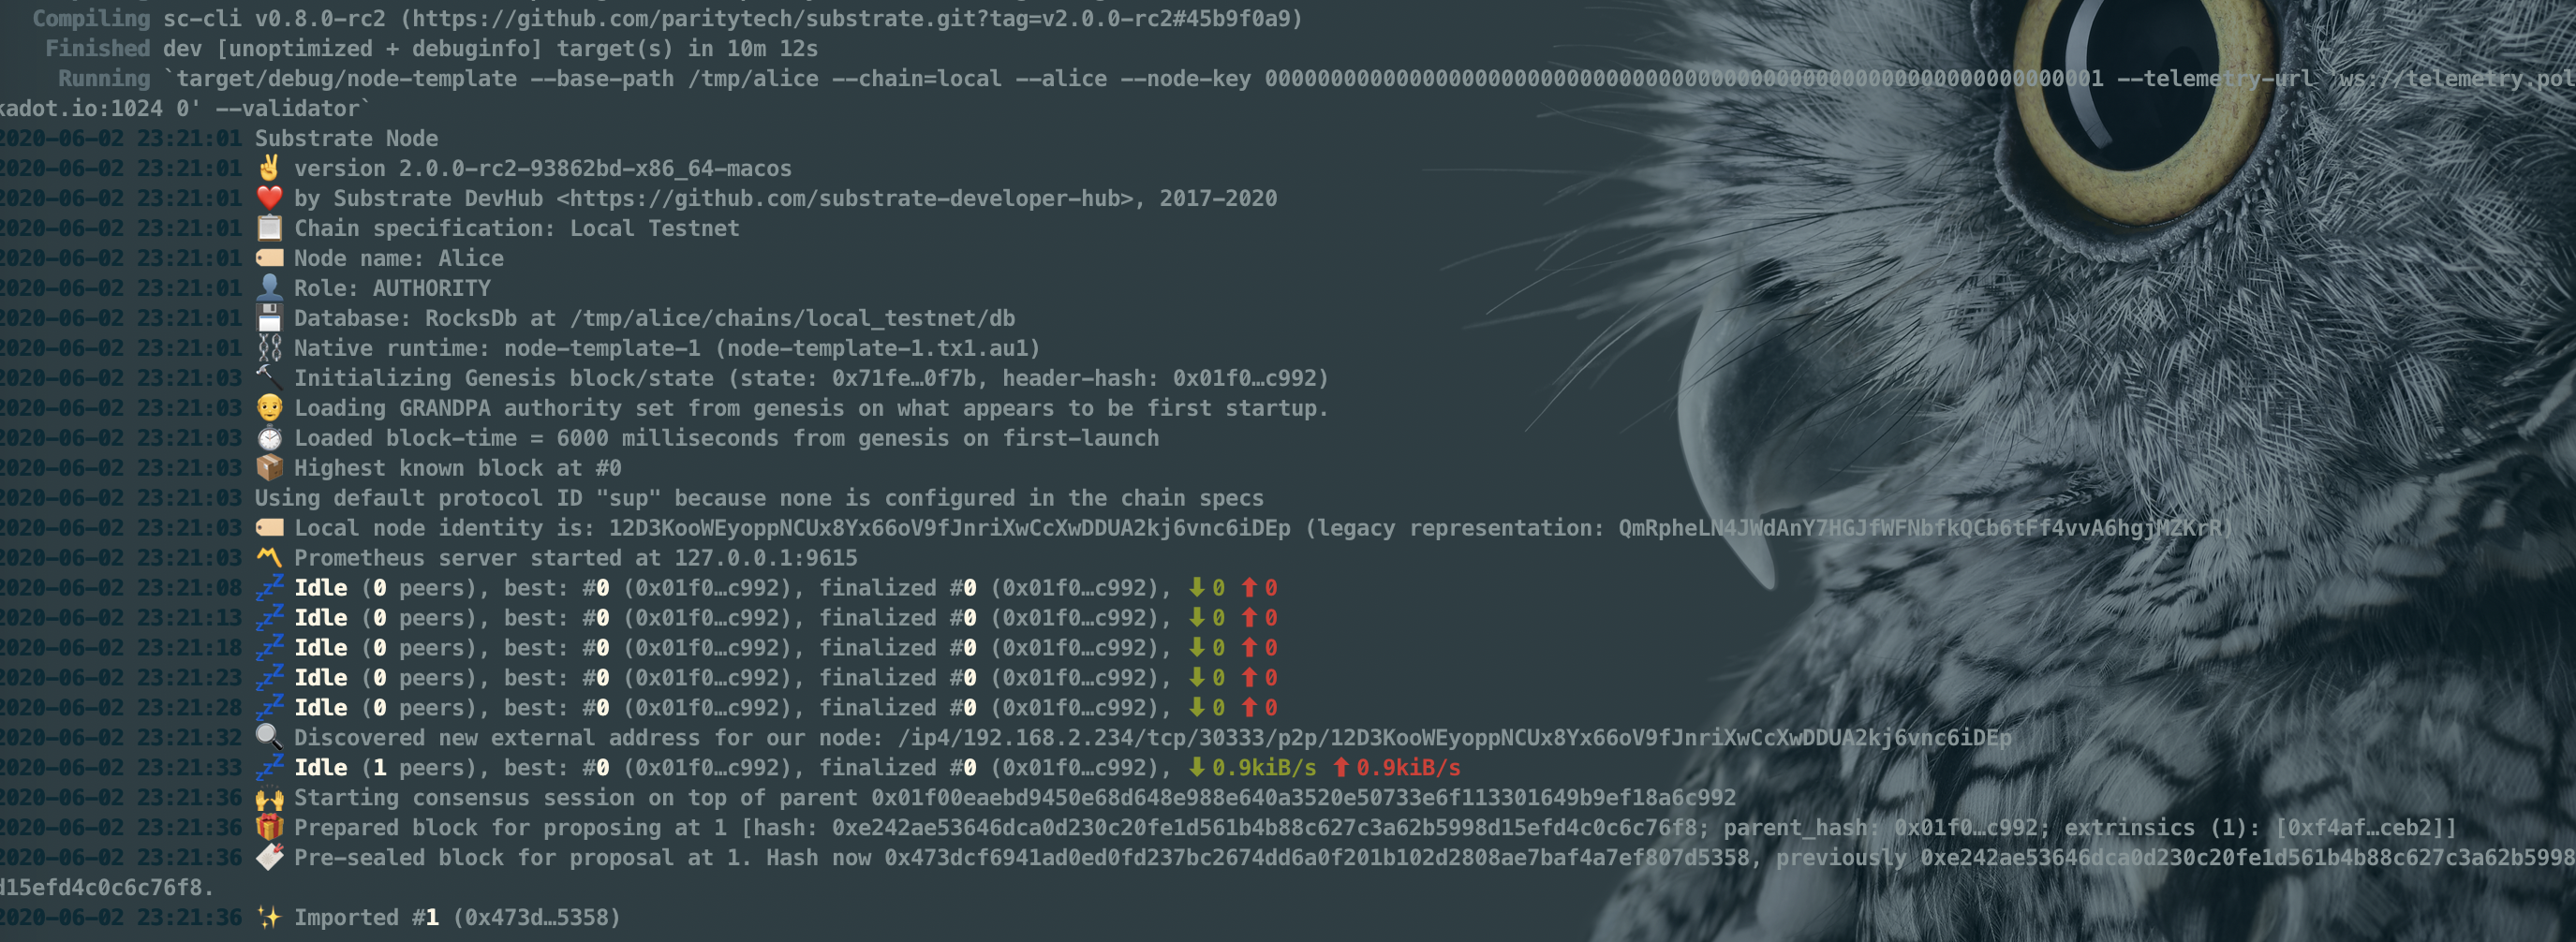 Compiling sc-cli v0.8.0-rc2 (https://github.com/paritytech/substrate.git?tag=v2.0.0-rc2#45b9f0a9)
Finished dev [unoptimized + debuginfo] target(s) in 10m 12s
Running `target/debug/node-template --base-path /tmp/alice --chain=local --alice --node-key 0000000000000000000000000000000000000000000000000000000000000001 --telemetry-url 'ws://telemetry.pol
kadot.io:1024 0' --validator`
2020-06-02 23:21:01 Substrate Node
2020-06-02 23:21:01 ✌️ version 2.0.0-rc2-93862bd-x86_64-macos
2020-06-02 23:21:01 ❤️ by Substrate DevHub <https://github.com/substrate-developer-hub>, 2017-2020
2020-06-02 23:21:01 📋 Chain specification: Local Testnet
2020-06-02 23:21:01 🏷 Node name: Alice
2020-06-02 23:21:01 👤 Role: AUTHORITY
2020-06-02 23:21:01 💾 Database: RocksDb at /tmp/alice/chains/local_testnet/db
2020-06-02 23:21:01 ⛓ Native runtime: node-template-1 (node-template-1.tx1.au1)
2020-06-02 23:21:03 🔨 Initializing Genesis block/state (state: 0x71fe…0f7b, header-hash: 0x01f0…c992)
2020-06-02 23:21:03 👴 Loading GRANDPA authority set from genesis on what appears to be first startup.
2020-06-02 23:21:03 ⏱ Loaded block-time = 6000 milliseconds from genesis on first-launch
2020-06-02 23:21:03 📦 Highest known block at #0
2020-06-02 23:21:03 Using default protocol ID "sup" because none is configured in the chain specs
2020-06-02 23:21:03 🏷 Local node identity is: 12D3KooWEyoppNCUx8Yx66oV9fJnriXwCcXwDDUA2kj6vnc6iDEp (legacy representation: QmRpheLN4JWdAnY7HGJfWFNbfkQCb6tFf4vvA6hgjMZKrR)
2020-06-02 23:21:03 〽️ Prometheus server started at 127.0.0.1:9615
2020-06-02 23:21:08 💤 Idle (0 peers), best: #0 (0x01f0…c992), finalized #0 (0x01f0…c992), ⬇ 0 ⬆ 0
2020-06-02 23:21:13 💤 Idle (0 peers), best: #0 (0x01f0…c992), finalized #0 (0x01f0…c992), ⬇ 0 ⬆ 0
2020-06-02 23:21:18 💤 Idle (0 peers), best: #0 (0x01f0…c992), finalized #0 (0x01f0…c992), ⬇ 0 ⬆ 0
2020-06-02 23:21:23 💤 Idle (0 peers), best: #0 (0x01f0…c992), finalized #0 (0x01f0…c992), ⬇ 0 ⬆ 0
2020-06-02 23:21:28 💤 Idle (0 peers), best: #0 (0x01f0…c992), finalized #0 (0x01f0…c992), ⬇ 0 ⬆ 0
2020-06-02 23:21:32 🔍 Discovered new external address for our node: /ip4/192.168.2.234/tcp/30333/p2p/12D3KooWEyoppNCUx8Yx66oV9fJnriXwCcXwDDUA2kj6vnc6iDEp
2020-06-02 23:21:33 💤 Idle (1 peers), best: #0 (0x01f0…c992), finalized #0 (0x01f0…c992), ⬇ 0.9kiB/s ⬆ 0.9kiB/s
2020-06-02 23:21:36 🙌 Starting consensus session on top of parent 0x01f00eaebd9450e68d648e988e640a3520e50733e6f113301649b9ef18a6c992
2020-06-02 23:21:36 🎁 Prepared block for proposing at 1 [hash: 0xe242ae53646dca0d230c20fe1d561b4b88c627c3a62b5998d15efd4c0c6c76f8; parent_hash: 0x01f0…c992; extrinsics (1): [0xf4af…ceb2]]
2020-06-02 23:21:36 🔖 Pre-sealed block for proposal at 1. Hash now 0x473dcf6941ad0ed0fd237bc2674dd6a0f201b102d2808ae7baf4a7ef807d5358, previously 0xe242ae53646dca0d230c20fe1d561b4b88c627c3a62b5998
d15efd4c0c6c76f8.
2020-06-02 23:21:36 ✨ Imported #1 (0x473d…5358)